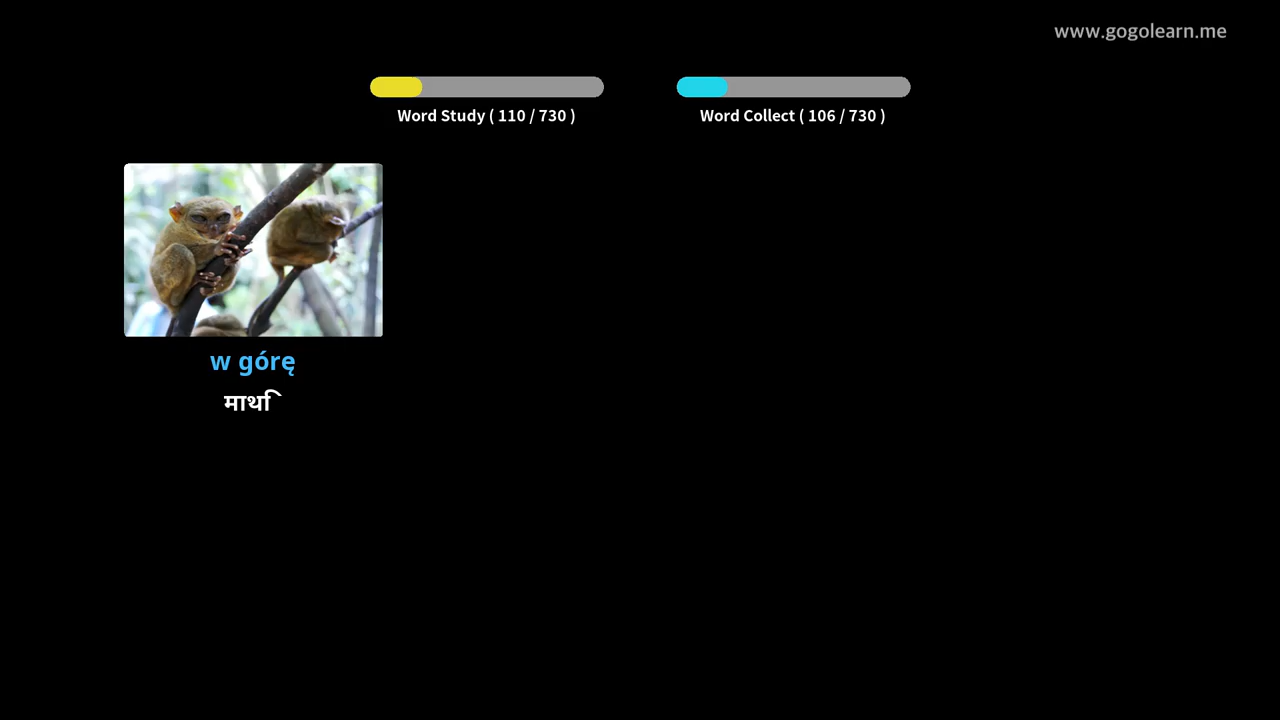 www.gogolearn.me
Word Study ( 110 / 730 )
Word Collect ( 106 / 730 )
w górę
माथि